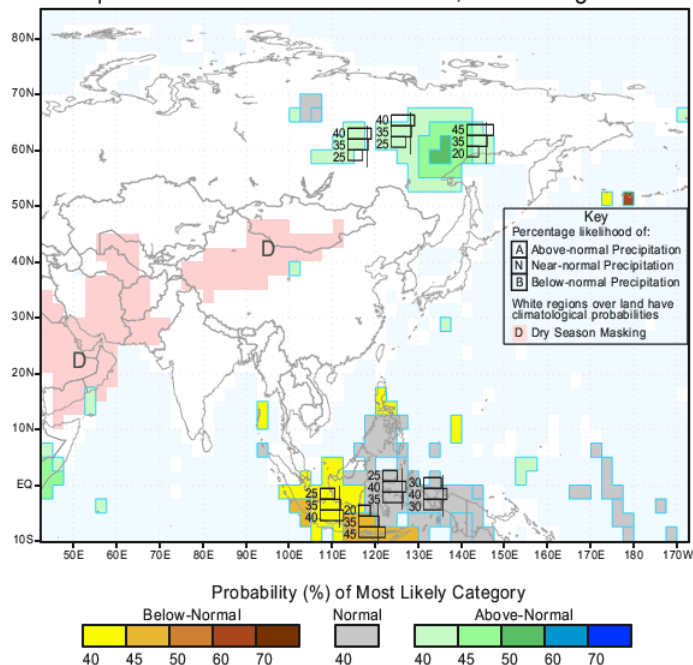 80N
70N
60N
50N
40N
30N
20N
10N
EQ
10S
50E 60E 70E 80E 90E 100E 110E 120E 130E 140E 150E 160E 170E 180 170W
40
35
25
40
35
25
45
35
20
D
D
25
35
40
20
35
45
25
40
35
30
40
30
Key
Percentage likelihood of:
A Above-normal Precipitation
N Near-normal Precipitation
B Below-normal Precipitation
White regions over land have
climatological probabilities
D Dry Season Masking
Probability (%) of Most Likely Category
Below-Normal Normal Above-Normal
40 45 50 60 70 40 40 45 50 60 70